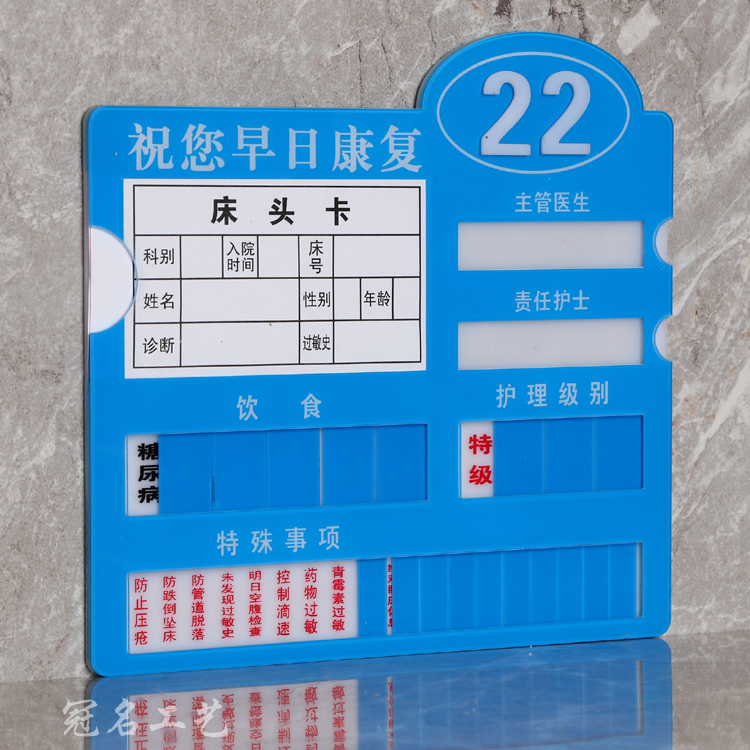 22
祝您早日康复
床头卡
科别 入院时间 床号
姓名 性别 年龄
诊断 过敏史
主管医生
责任护士
饮食
糖尿病
护理级别
特级
特殊事项
防止压疮
防跌倒坠床
防管道脱落
未发现过敏史
明日空腹检查
控制滴速
药物过敏
青霉素过敏
冠名工艺